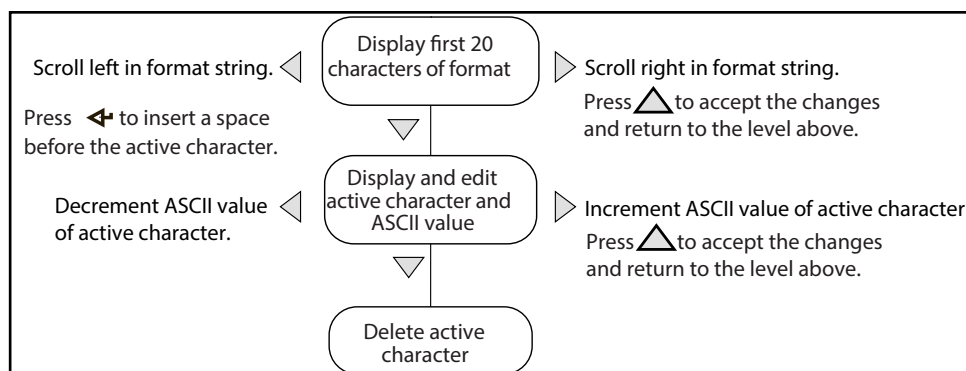 Display first 20
characters of format
Scroll left in format string.
Scroll right in format string.
Press to insert a space
before the active character.
Press to accept the changes
and return to the level above.
Display and edit
active character and
ASCII value
Decrement ASCII value
of active character.
Increment ASCII value of active character
Press to accept the changes
and return to the level above.
Delete active
character